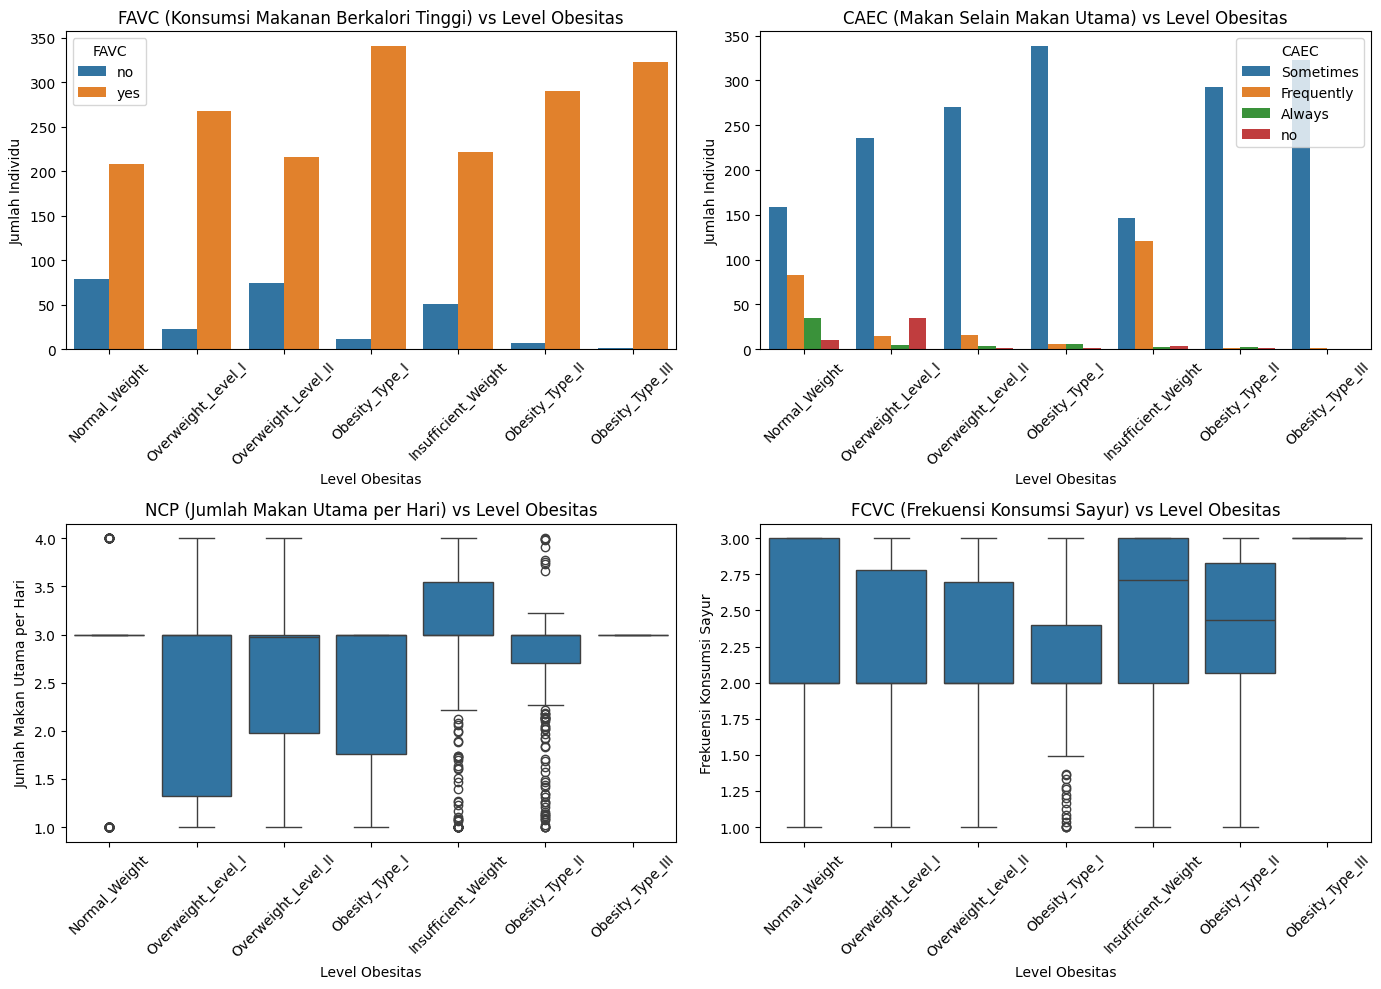 FAVC (Konsumsi Makanan Berkalori Tinggi) vs Level Obesitas
FAVC
no
yes
350
300
250
200
150
100
50
0
Jumlah Individu
Normal_Weight
Overweight_Level_I
Overweight_Level_II
Obesity_Type_I
Insufficient_Weight
Obesity_Type_II
Obesity_Type_III
Level Obesitas
CAEC (Makan Selain Makan Utama) vs Level Obesitas
CAEC
Sometimes
Frequently
Always
no
350
300
250
200
150
100
50
0
Jumlah Individu
Normal_Weight
Overweight_Level_I
Overweight_Level_II
Obesity_Type_I
Insufficient_Weight
Obesity_Type_II
Obesity_Type_III
Level Obesitas
NCP (Jumlah Makan Utama per Hari) vs Level Obesitas
4.0
3.5
3.0
2.5
2.0
1.5
1.0
Jumlah Makan Utama per Hari
Normal_Weight
Overweight_Level_I
Overweight_Level_II
Obesity_Type_I
Insufficient_Weight
Obesity_Type_II
Obesity_Type_III
Level Obesitas
FCVC (Frekuensi Konsumsi Sayur) vs Level Obesitas
3.00
2.75
2.50
2.25
2.00
1.75
1.50
1.25
1.00
Frekuensi Konsumsi Sayur
Normal_Weight
Overweight_Level_I
Overweight_Level_II
Obesity_Type_I
Insufficient_Weight
Obesity_Type_II
Obesity_Type_III
Level Obesitas